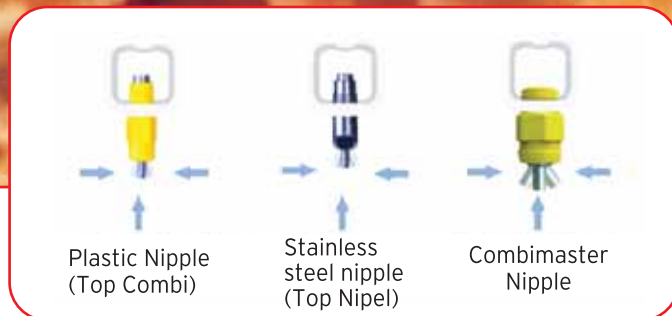 Plastic Nipple
(Top Combi)
Stainless
steel nipple
(Top Nipel)
Combimaster
Nipple